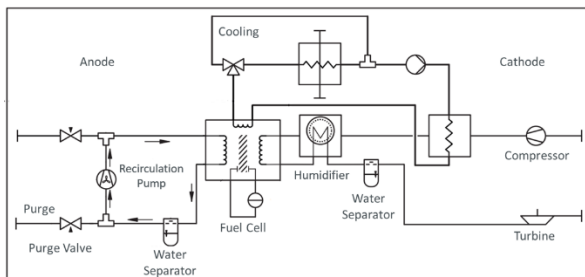 Cooling
Anode
Cathode
Recirculation
Pump
Humidifier
Compressor
Purge
Water
Separator
Fuel Cell
Purge Valve
Turbine
Water
Separator